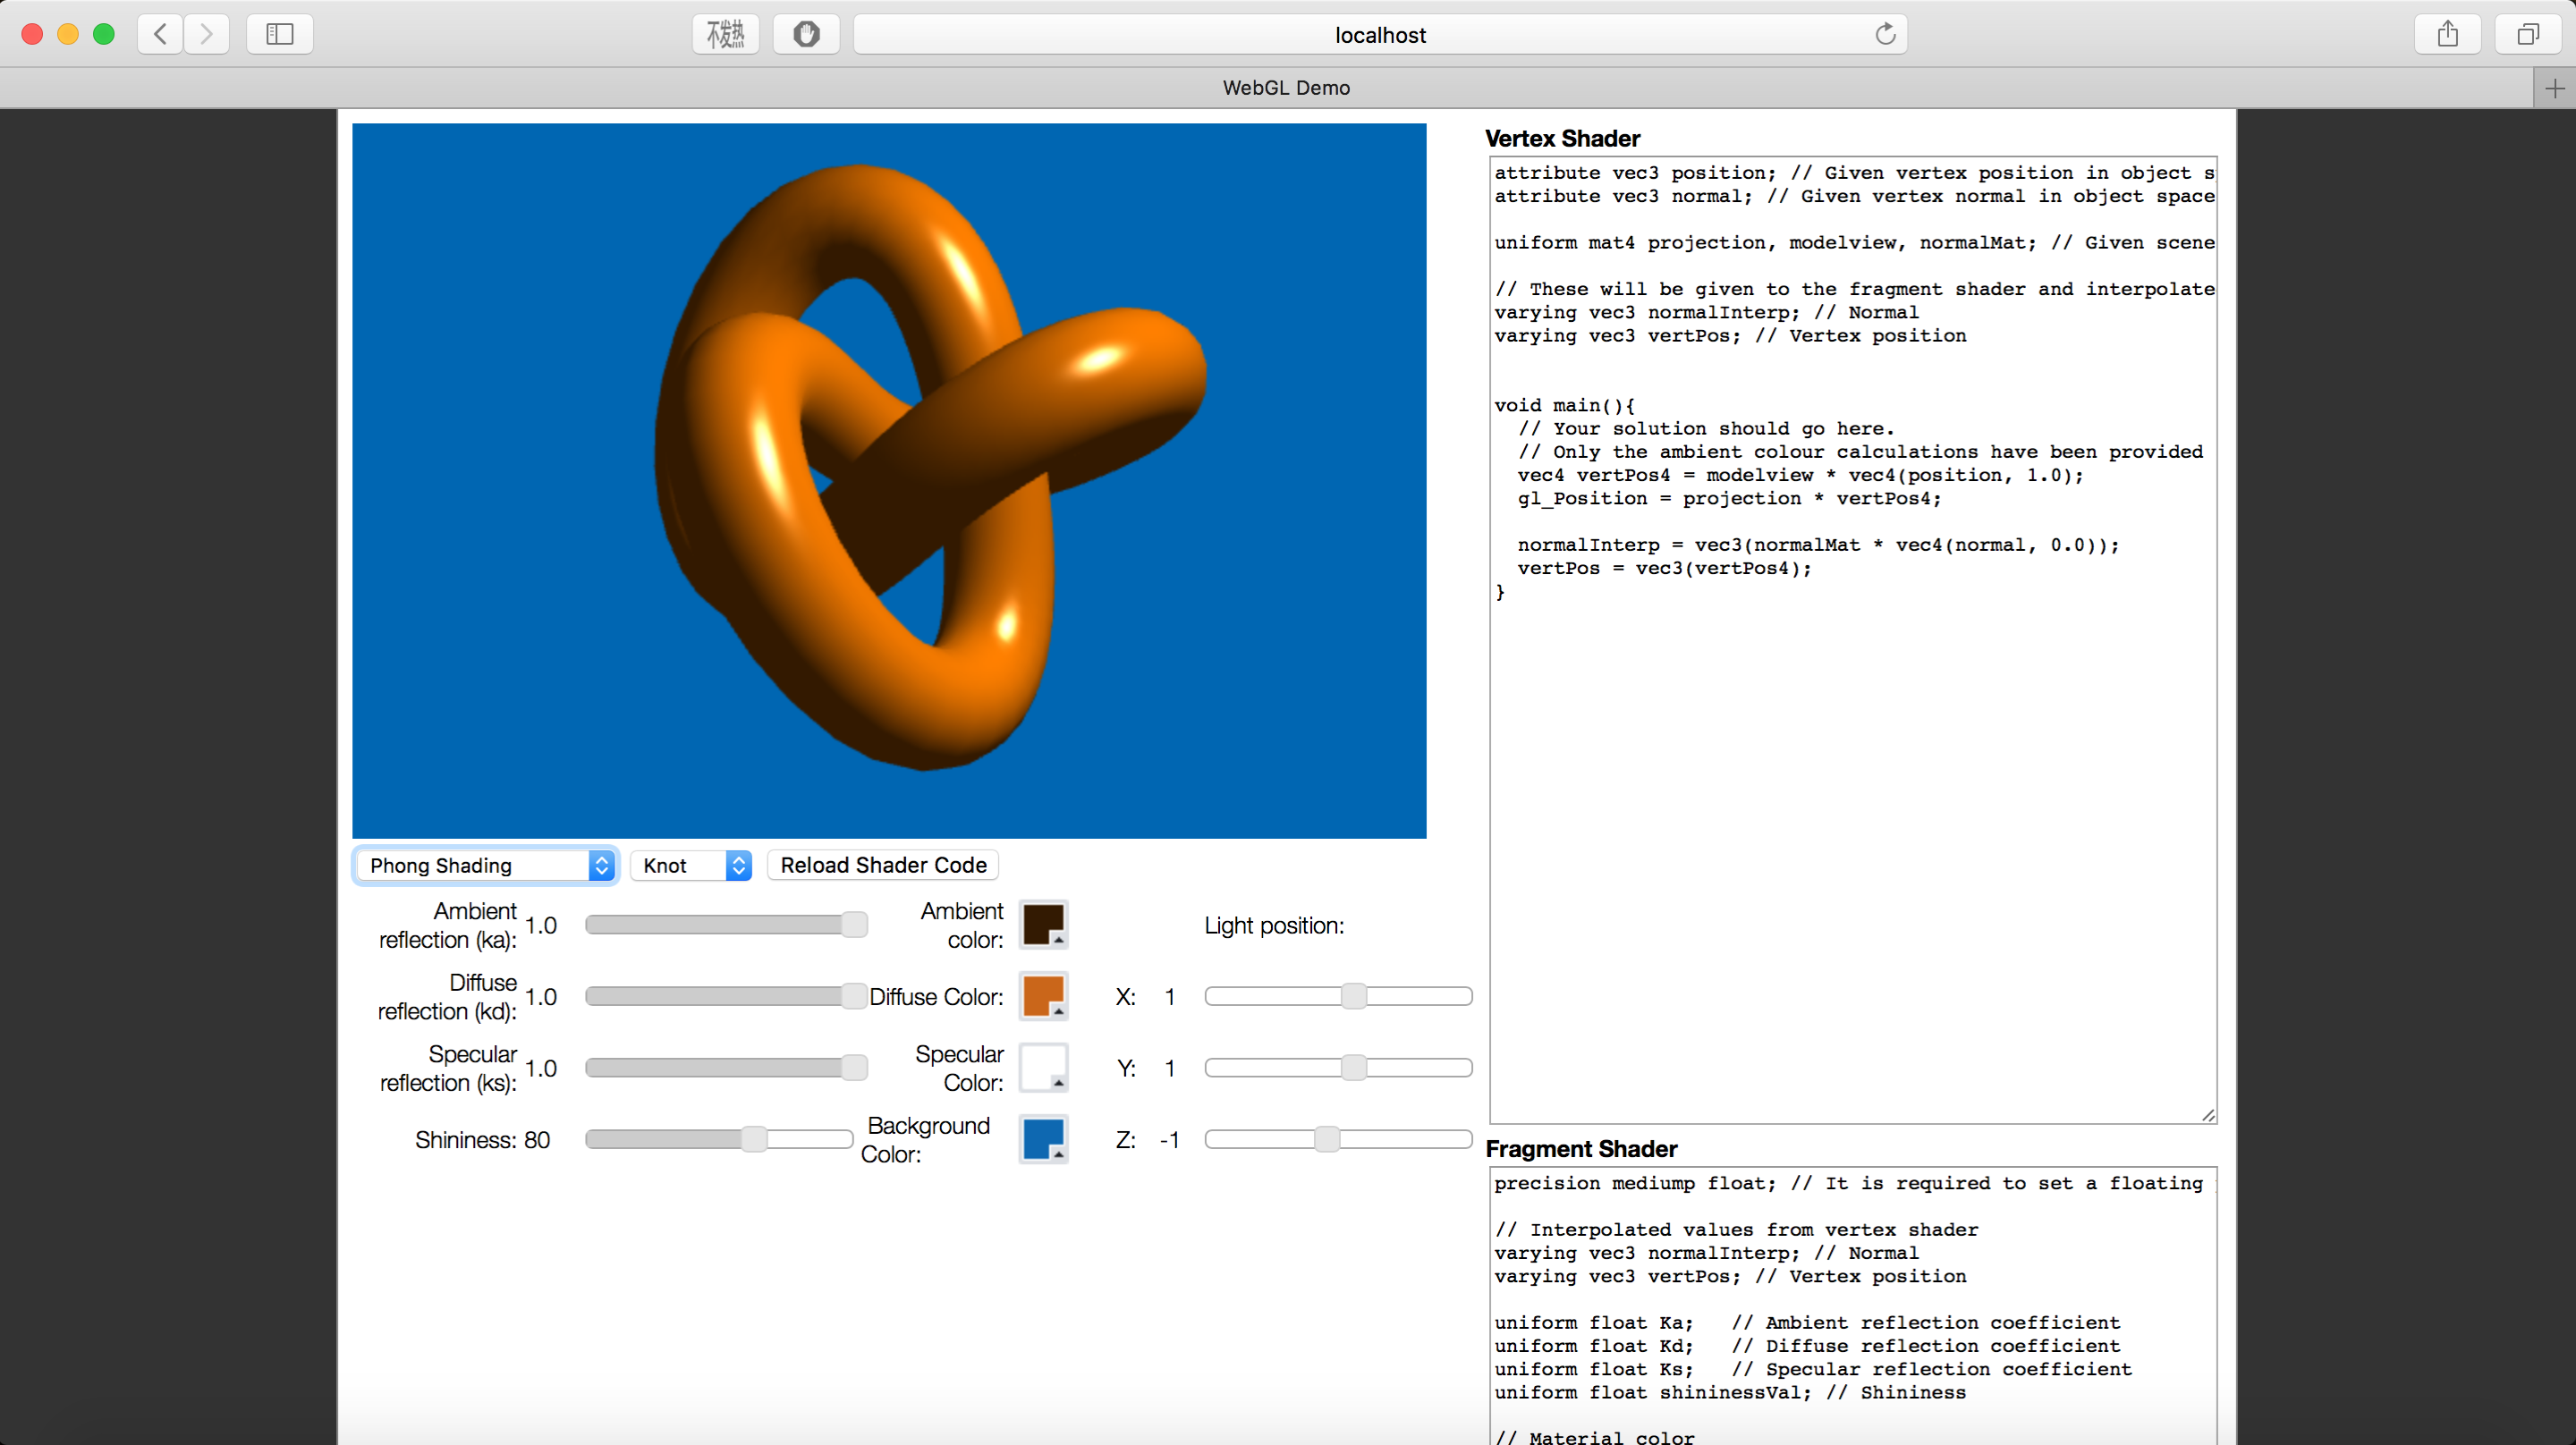 不发热
localhost
WebGL Demo
Phong Shading
Knot
Reload Shader Code
Ambient
reflection (ka):
1.0
Ambient
color:
Light position:
Diffuse
reflection (kd):
1.0
Diffuse Color:
X:
1
Specular
reflection (ks):
1.0
Specular
Color:
Y:
1
Shininess:
80
Background
Color:
Z:
-1
Vertex Shader
attribute vec3 position; // Given vertex position in object s
attribute vec3 normal; // Given vertex normal in object space
uniform mat4 projection, modelview, normalMat; // Given scene
// These will be given to the fragment shader and interpolate
varying vec3 normalInterp; // Normal
varying vec3 vertPos; // Vertex position
void main(){
// Your solution should go here.
// Only the ambient colour calculations have been provided
vec4 vertPos4 = modelview * vec4(position, 1.0);
gl_Position = projection * vertPos4;
normalInterp = vec3(normalMat * vec4(normal, 0.0));
vertPos = vec3(vertPos4);
}
Fragment Shader
precision mediump float; // It is required to set a floating
// Interpolated values from vertex shader
varying vec3 normalInterp; // Normal
varying vec3 vertPos; // Vertex position
uniform float Ka;   // Ambient reflection coefficient
uniform float Kd;   // Diffuse reflection coefficient
uniform float Ks;   // Specular reflection coefficient
uniform float shininessVal; // Shininess
// Material color